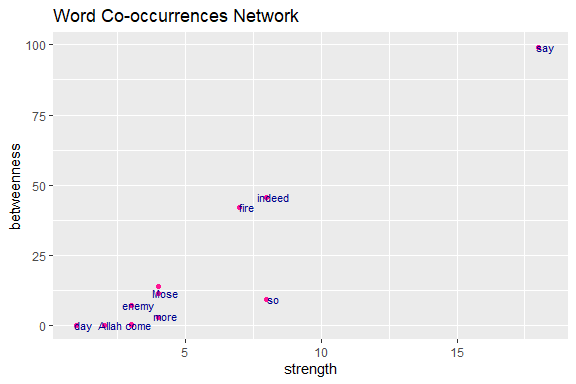 Word Co-occurrences Network
100
say
75
betweenness
50
indeed
fire
25
Mose
enemy
so
more
0
day Allah come
5 10 15
strength